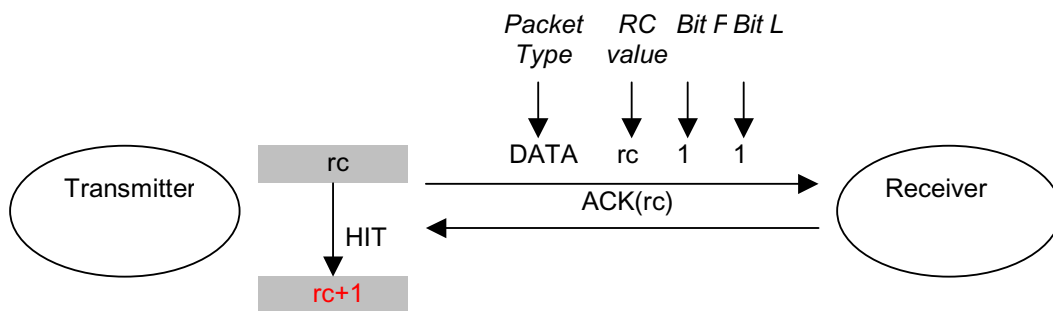 Packet Type
RC value
Bit F
Bit L
DATA
rc
1
1
Transmitter
rc
HIT
rc+1
ACK(rc)
Receiver